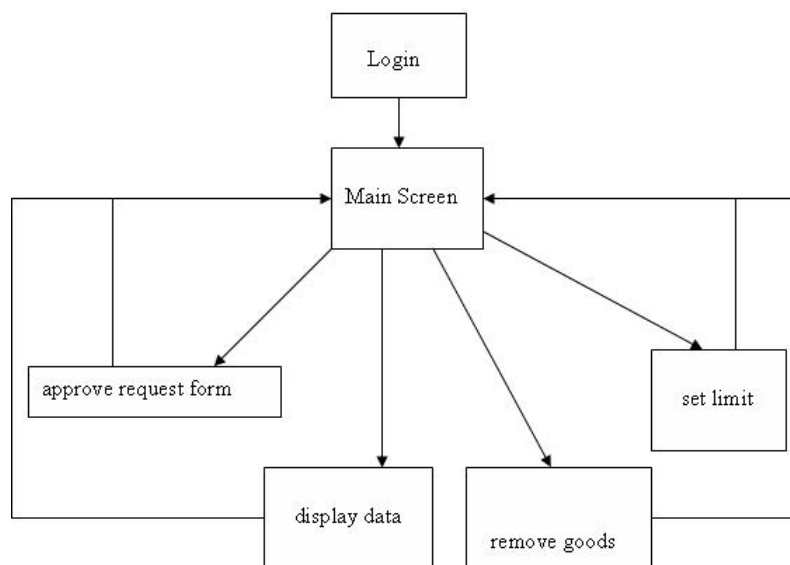 Login
Main Screen
approve request form
set limit
display data
remove goods